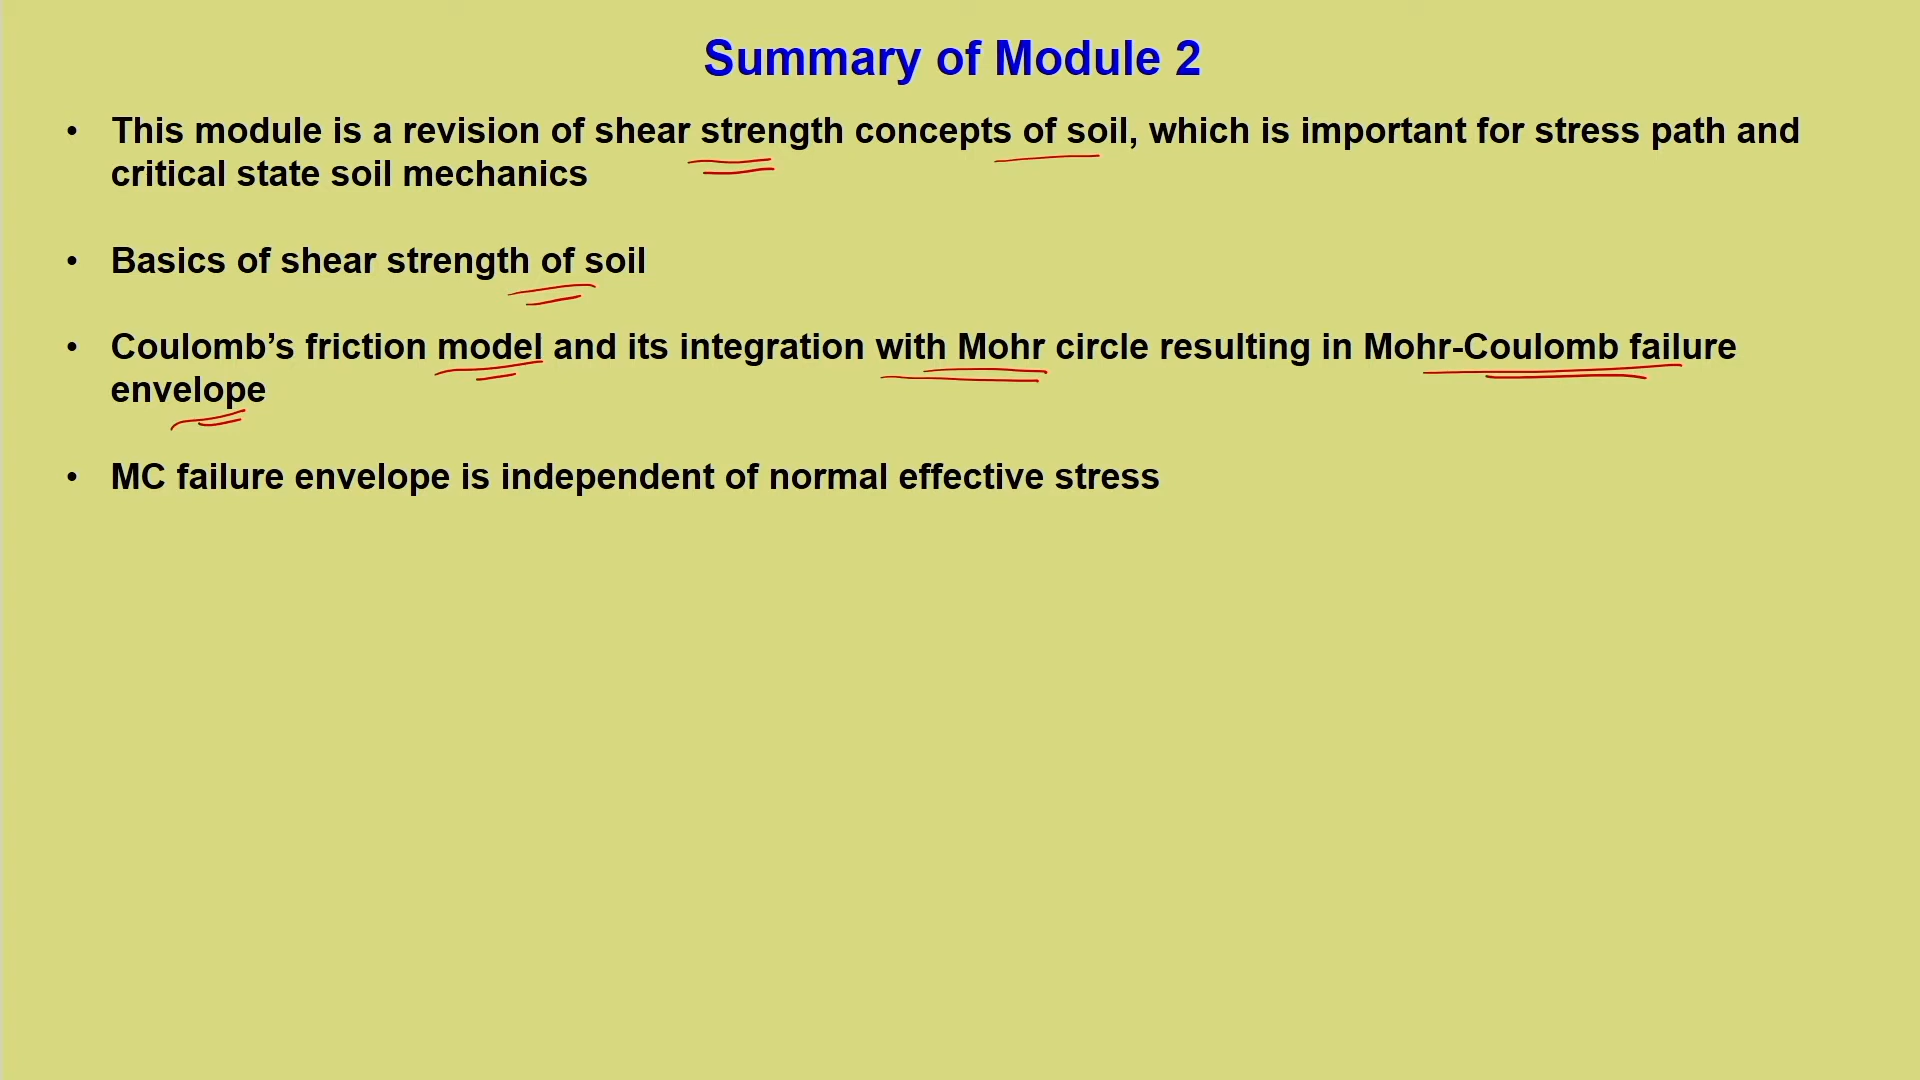 Summary of Module 2
• This module is a revision of shear strength concepts of soil, which is important for stress path and
critical state soil mechanics
• Basics of shear strength of soil
• Coulomb’s friction model and its integration with Mohr circle resulting in Mohr-Coulomb failure
envelope
• MC failure envelope is independent of normal effective stress